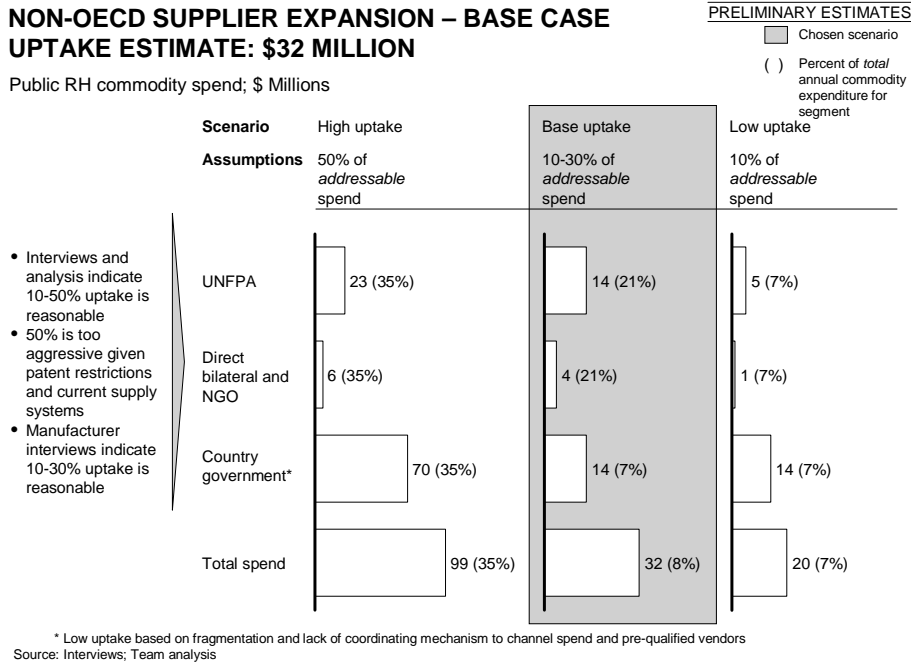 NON-OECD SUPPLIER EXPANSION – BASE CASE
UPTAKE ESTIMATE: $32 MILLION
PRELIMINARY ESTIMATES
Chosen scenario
( ) Percent of total
annual commodity
expenditure for
segment
Public RH commodity spend; $ Millions
Scenario High uptake Base uptake Low uptake
Assumptions 50% of 10-30% of 10% of
addressable addressable addressable
spend spend spend
• Interviews and
analysis indicate
10-50% uptake is
reasonable
• 50% is too
aggressive given
patent restrictions
and current supply
systems
• Manufacturer
interviews indicate
10-30% uptake is
reasonable
UNFPA 23 (35%) 14 (21%) 5 (7%)
Direct
bilateral and
NGO
6 (35%) 4 (21%) 1 (7%)
Country
government*
70 (35%) 14 (7%) 14 (7%)
Total spend 99 (35%) 32 (8%) 20 (7%)
* Low uptake based on fragmentation and lack of coordinating mechanism to channel spend and pre-qualified vendors
Source: Interviews; Team analysis